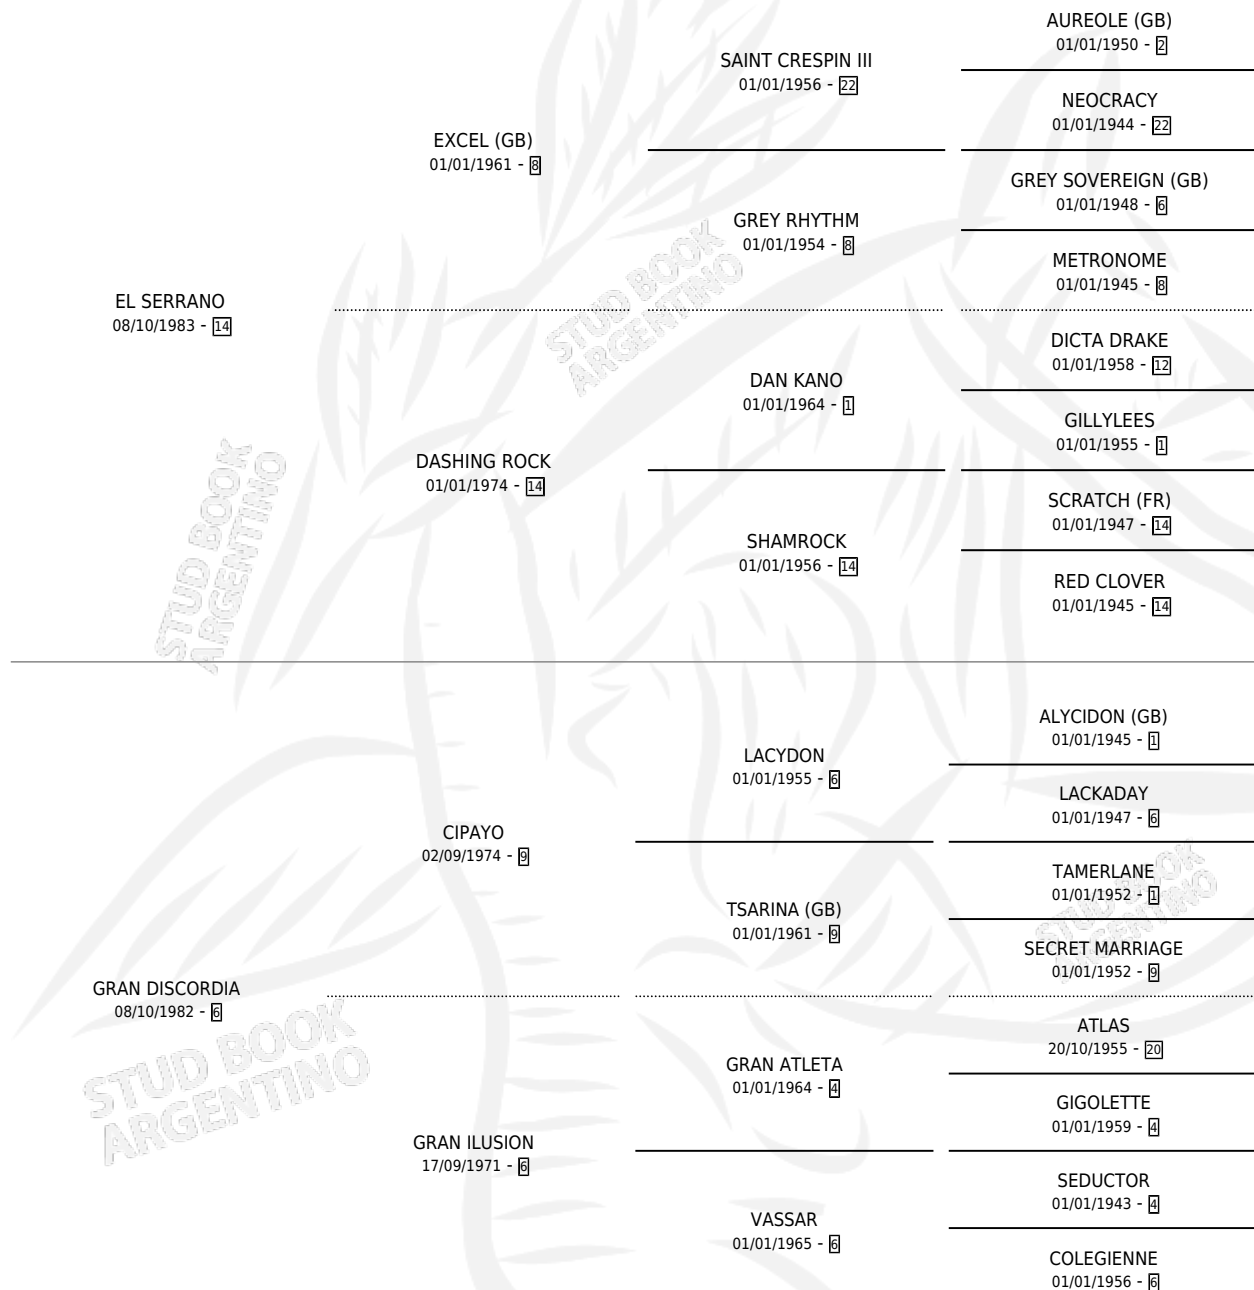 EL SERRANO
08/10/1983 - 14
EXCEL (GB)
01/01/1961 - 8
DASHING ROCK
01/01/1974 - 14
SAINT CRESPIN III
01/01/1956 - 22
GREY RHYTHM
01/01/1954 - 8
DAN KANO
01/01/1964 - 1
SHAMROCK
01/01/1956 - 14
AUREOLE (GB)
01/01/1950 - 2
NEOCRACY
01/01/1944 - 22
GREY SOVEREIGN (GB)
01/01/1948 - 6
METRONOME
01/01/1945 - 8
DICTA DRAKE
01/01/1958 - 12
GILLYLEES
01/01/1955 - 1
SCRATCH (FR)
01/01/1947 - 14
RED CLOVER
01/01/1945 - 14
GRAN DISCORDIA
08/10/1982 - 6
CIPAYO
02/09/1974 - 9
GRAN ILUSION
17/09/1971 - 6
LACYDON
01/01/1955 - 6
TSARINA (GB)
01/01/1961 - 9
GRAN ATLETA
01/01/1964 - 4
VASSAR
01/01/1965 - 6
ALYCIDON (GB)
01/01/1945 - 1
LACKADAY
01/01/1947 - 6
TAMERLANE
01/01/1952 - 1
SECRET MARRIAGE
01/01/1952 - 9
ATLAS
20/10/1955 - 20
GIGOLETTE
01/01/1959 - 4
SEDUCTOR
01/01/1943 - 4
COLEGIENNE
01/01/1956 - 6
STUD BOOK
ARGENTINO
STUD BOOK
ARGENTINO
STUD BOOK
ARGENTINO
STUD BOOK
ARGENTINO